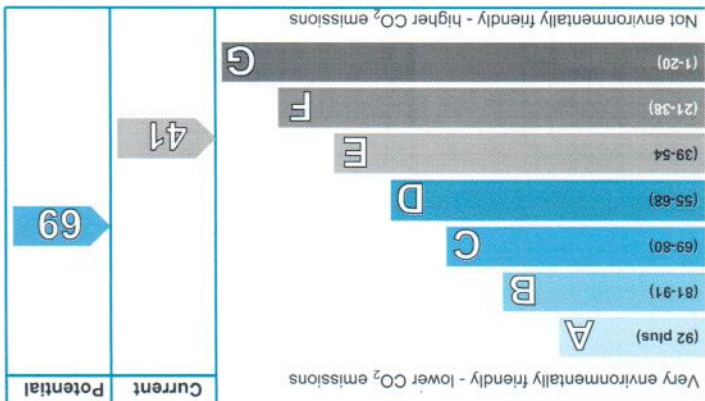 Current Potential
Very environmentally friendly - lower CO₂ emissions
(92 plus) A
(81-91) B
(69-80) C
(55-68) D
(39-54 E
(21-38) F
(1-20) G
Not environmentally friendly - higher CO₂ emissions
41
69